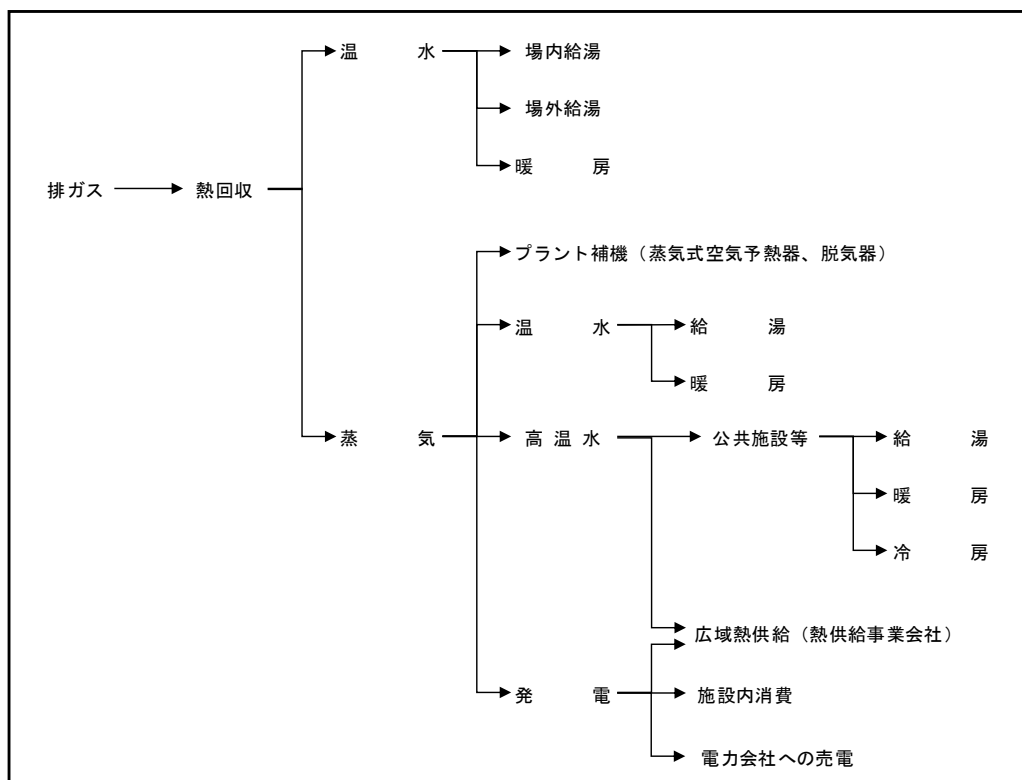 温　水
場内給湯
場外給湯
暖　房
排ガス
熱回収
プラント補機（蒸気式空気予熱器、脱気器）
温　水
給　湯
暖　房
蒸　気
高温水
公共施設等
給　湯
暖　房
冷　房
広域熱供給（熱供給事業会社）
発　電
施設内消費
電力会社への売電